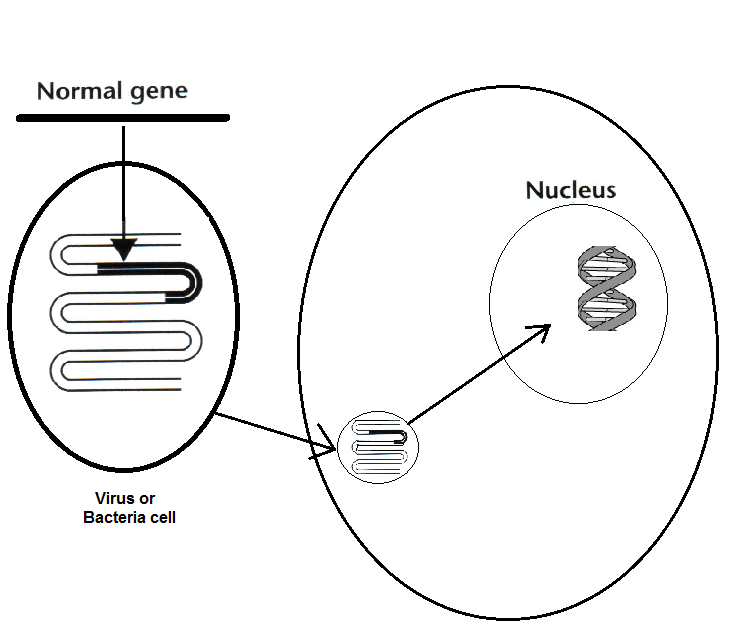 Normal gene
Nucleus
Virus or
Bacteria cell